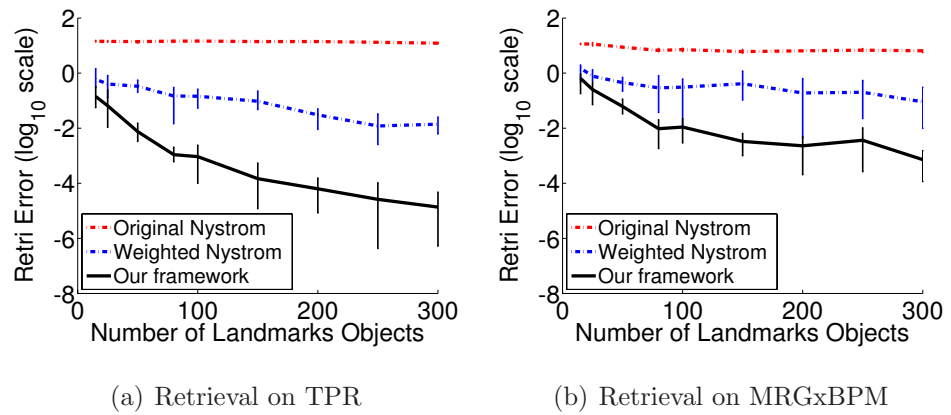 Retri Error (log10 scale)
2
0
-2
-4
-6
-8
Original Nystrom
Weighted Nystrom
Our framework
0 100 200 300
Number of Landmarks Objects
(a) Retrieval on TPR
Retri Error (log10 scale)
2
0
-2
-4
-6
-8
Original Nystrom
Weighted Nystrom
Our framework
0 100 200 300
Number of Landmarks Objects
(b) Retrieval on MRGxBPM